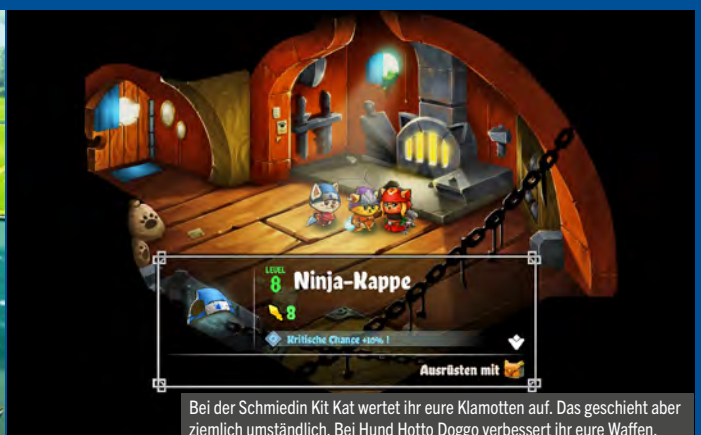 LEVEL
8 Ninja-Kappe
8
Kritische Chance +10% !
Ausrüsten mit
Bei der Schmiedin Kit Kat wertet ihr eure Klamotten auf. Das geschieht aber
ziemlich umständlich. Bei Hund Hotto Doggo verbessert ihr eure Waffen.